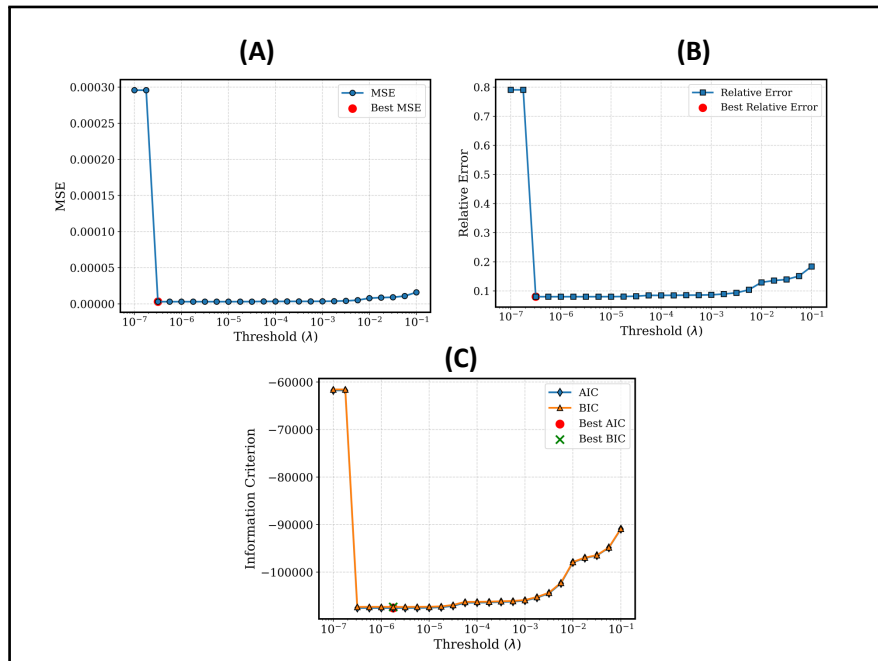 (A)
MSE
Best MSE
0.00030
0.00025
0.00020
0.00015
0.00010
0.00005
0.00000
MSE
10⁻⁷ 10⁻⁶ 10⁻⁵ 10⁻⁴ 10⁻³ 10⁻² 10⁻¹
Threshold (λ)
(B)
Relative Error
Best Relative Error
0.8
0.7
0.6
0.5
0.4
0.3
0.2
0.1
Relative Error
10⁻⁷ 10⁻⁶ 10⁻⁵ 10⁻⁴ 10⁻³ 10⁻² 10⁻¹
Threshold (λ)
(C)
AIC
BIC
Best AIC
Best BIC
−60000
−70000
−80000
−90000
−100000
Information Criterion
10⁻⁷ 10⁻⁶ 10⁻⁵ 10⁻⁴ 10⁻³ 10⁻² 10⁻¹
Threshold (λ)